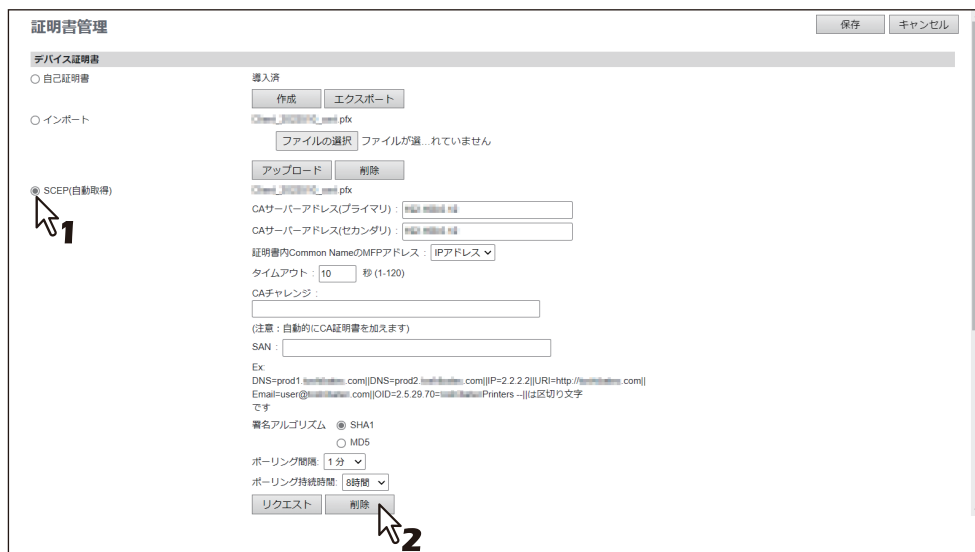 証明書管理
保存 キャンセル
デバイス証明書
自己証明書 導入済
作成 エクスポート
インポート .pfx
ファイルの選択 ファイルが選...れていません
アップロード 削除
SCEP(自動取得) .pfx
1
CAサーバーアドレス(プライマリ) :
CAサーバーアドレス(セカンダリ) :
証明書内Common NameのMFPアドレス : IPアドレス
タイムアウト : 10 秒 (1-120)
CAチャレンジ :
(注意 : 自動的にCA証明書を加えます)
SAN :
Ex:
DNS=prod1. .com||DNS=prod2. .com||IP=2.2.2.2||URI=http:// .com||
Email=user@ .com||OID=2.5.29.70= Printers --||は区切り文字
です
署名アルゴリズム SHA1
MD5
ポーリング間隔: 1 分
ポーリング持続時間: 8時間
リクエスト 削除
2